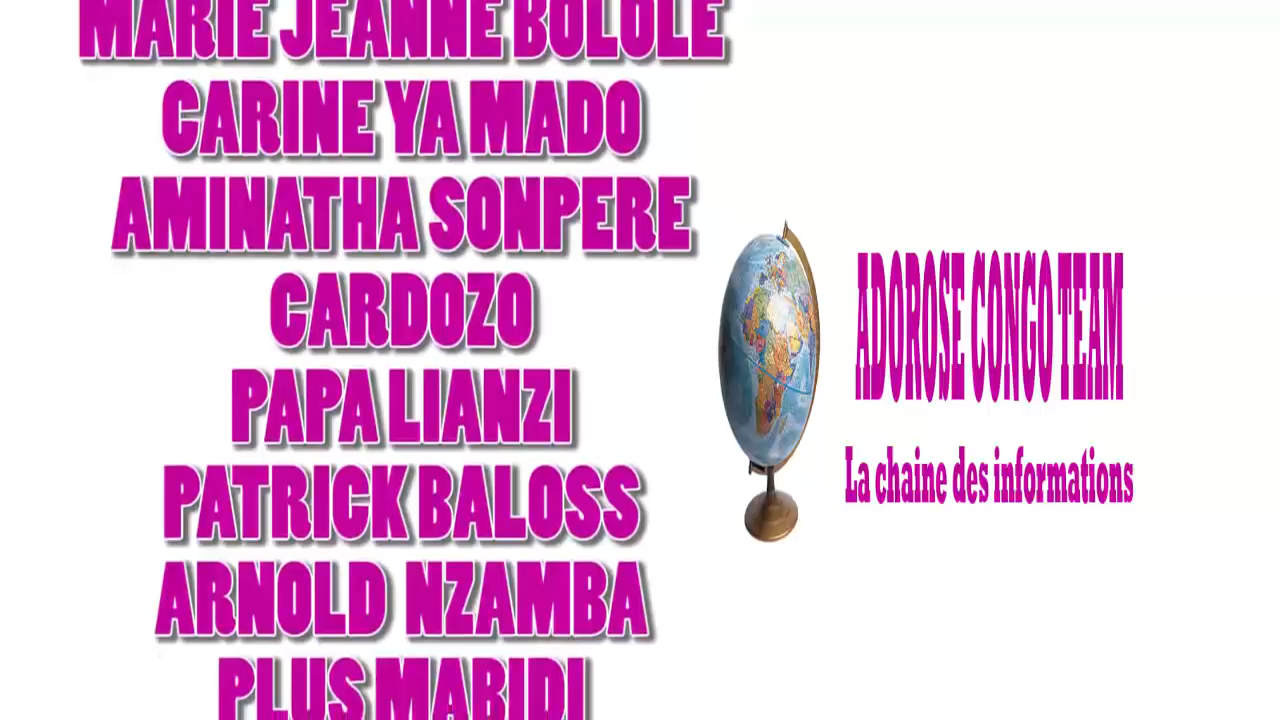 MARIE JEANNE BOLOLE
CARINE YA MADO
AMINATHA SONPERE
CARDOZO
PAPA LIANZI
PATRICK BALOSS
ARNOLD NZAMBA
PLUS MABIDI
ADOROSE CONGO TEAM
La chaine des informations